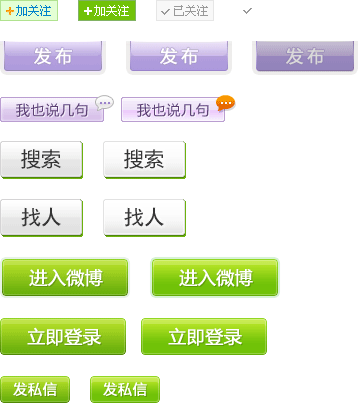 +加关注 +加关注 ✓已关注 ✓
发布 发布 发布
我也说几句 我也说几句
搜索 搜索
找人 找人
进入微博 进入微博
立即登录 立即登录
发私信 发私信